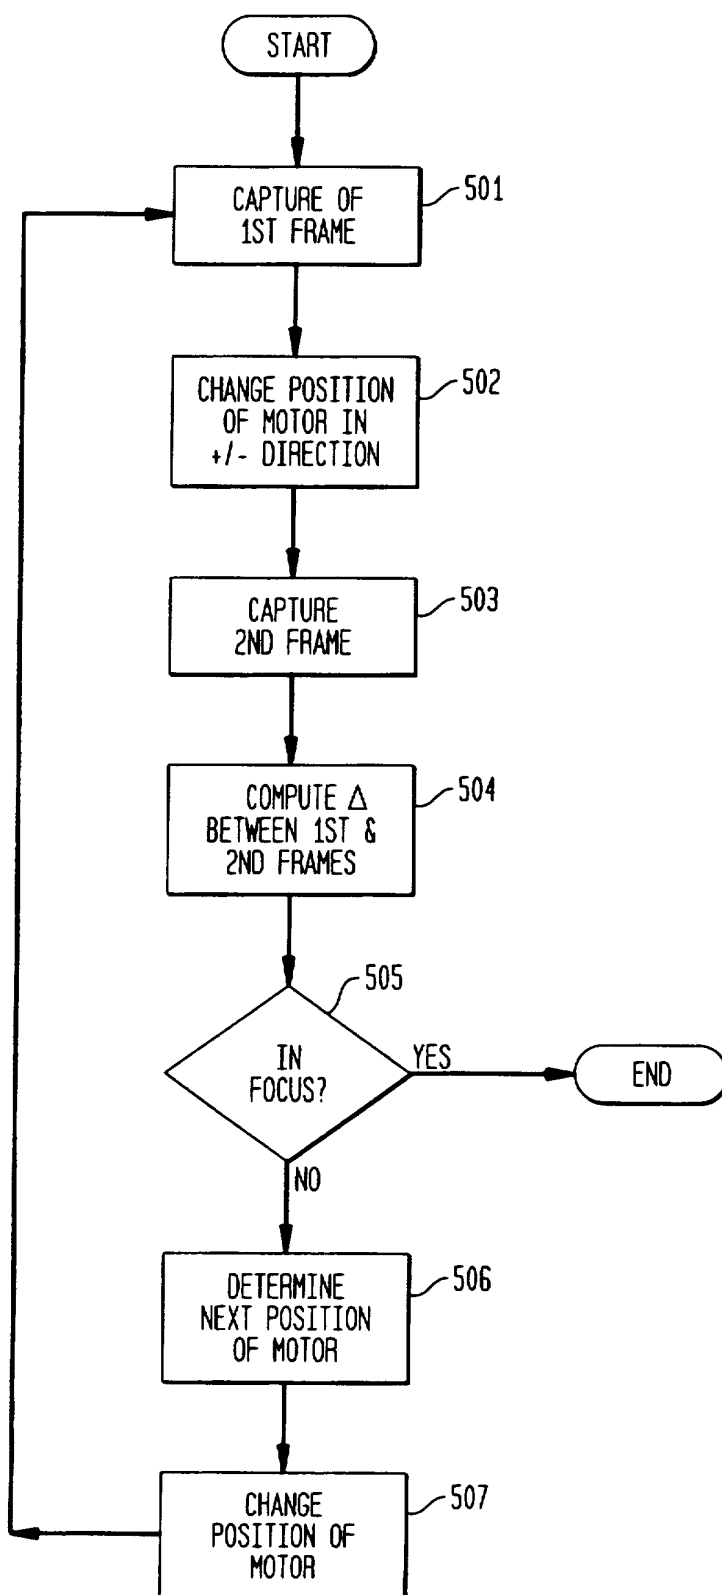 START
CAPTURE OF
1ST FRAME
501
CHANGE POSITION
OF MOTOR IN
+/- DIRECTION
502
CAPTURE
2ND FRAME
503
COMPUTE Δ
BETWEEN 1ST &
2ND FRAMES
504
505
IN
FOCUS?
YES
END
NO
DETERMINE
NEXT POSITION
OF MOTOR
506
CHANGE
POSITION OF
MOTOR
507